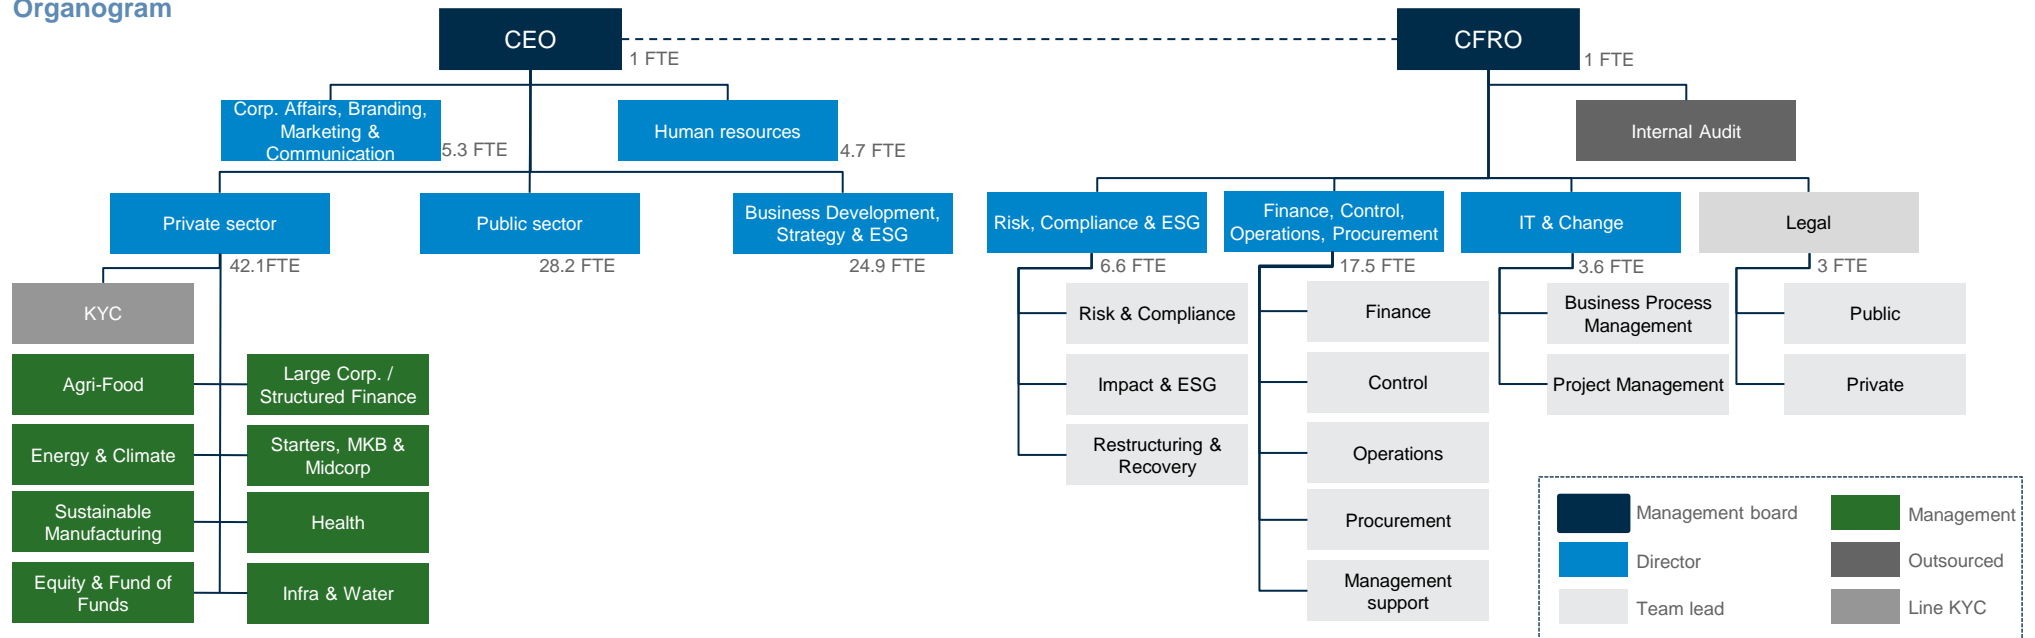 Organogram
CEO
1 FTE
CFRO
1 FTE
Corp. Affairs, Branding,
Marketing &
Communication
5.3 FTE
Human resources
4.7 FTE
Internal Audit
Private sector
42.1FTE
Public sector
28.2 FTE
Business Development,
Strategy & ESG
24.9 FTE
Risk, Compliance & ESG
6.6 FTE
Finance, Control,
Operations, Procurement
17.5 FTE
IT & Change
3.6 FTE
Legal
3 FTE
KYC
Agri-Food
Large Corp. /
Structured Finance
Energy & Climate
Starters, MKB &
Midcorp
Sustainable
Manufacturing
Health
Equity & Fund of
Funds
Infra & Water
Risk & Compliance
Impact & ESG
Restructuring &
Recovery
Finance
Control
Operations
Procurement
Management
support
Business Process
Management
Project Management
Public
Private
Management board
Management
Director
Outsourced
Team lead
Line KYC